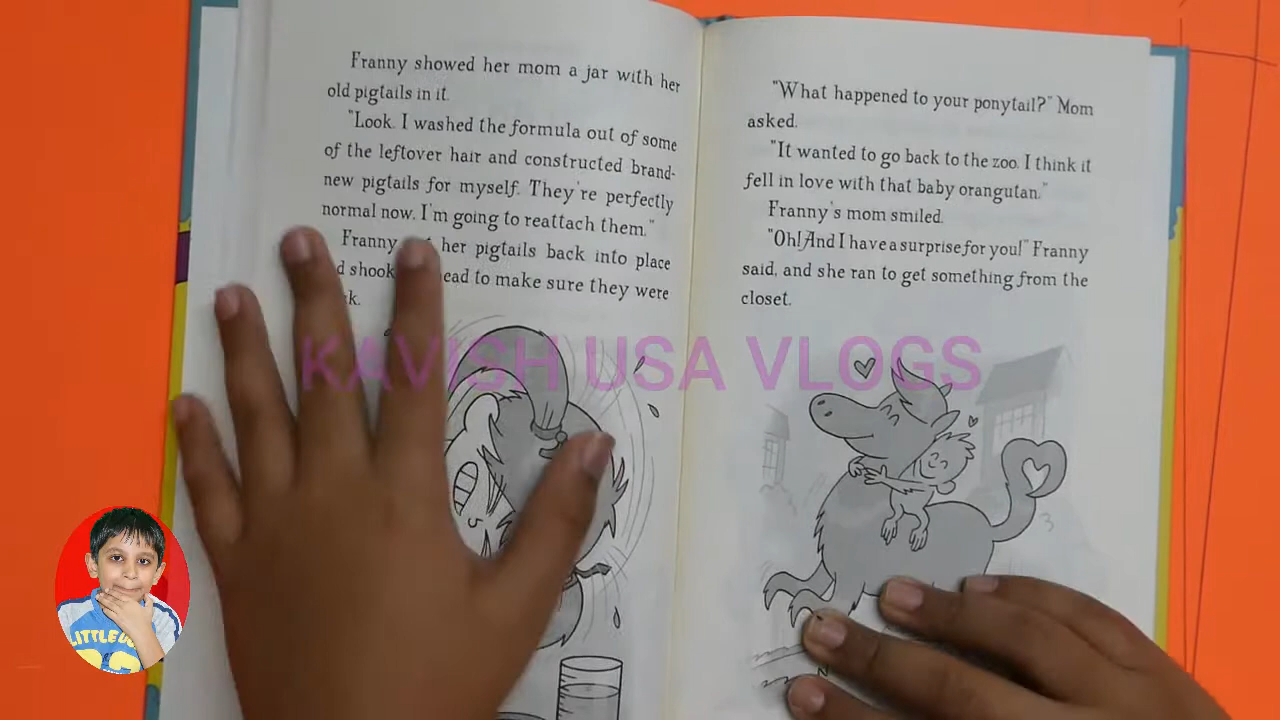 Franny showed her mom a jar with her
old pigtails in it.
"Look. I washed the formula out of some
of the leftover hair and constructed brand-
new pigtails for myself. They're perfectly
normal now. I'm going to reattach them."
Franny her pigtails back into place
shook head to make sure they were
"What happened to your ponytail?" Mom
asked.
"It wanted to go back to the zoo. I think it
fell in love with that baby orangutan."
Franny's mom smiled.
"Oh! And I have a surprise for you!" Franny
said, and she ran to get something from the
closet.
KAVISH USA VLOGS
LITTLE